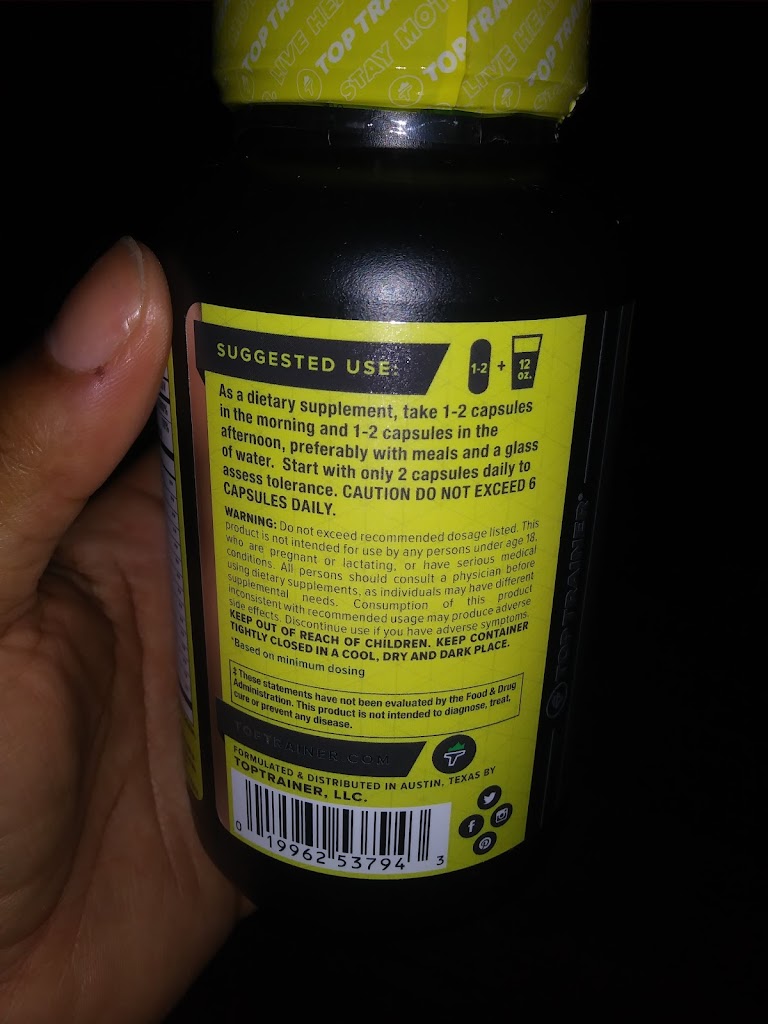 TOP TRA
LIVE HEA
TOP TRA
STAY MOT
TOP TRA
LIVE HEA
TOP TRA
SUGGESTED USE:
1-2 + 12 oz.
As a dietary supplement, take 1-2 capsules
in the morning and 1-2 capsules in the
afternoon, preferably with meals and a glass
of water. Start with only 2 capsules daily to
assess tolerance. CAUTION DO NOT EXCEED 6
CAPSULES DAILY.
WARNING: Do not exceed recommended dosage listed. This
product is not intended for use by any persons under age 18,
who are pregnant or lactating, or have serious medical
conditions. All persons should consult a physician before
using dietary supplements, as individuals may have different
supplemental needs. Consumption of this product
inconsistent with recommended usage may produce adverse
side effects. Discontinue use if you have adverse symptoms.
KEEP OUT OF REACH OF CHILDREN. KEEP CONTAINER
TIGHTLY CLOSED IN A COOL, DRY AND DARK PLACE.
*Based on minimum dosing
‡These statements have not been evaluated by the Food & Drug
Administration. This product is not intended to diagnose, treat,
cure or prevent any disease.
TOPTRAINER.COM
FORMULATED & DISTRIBUTED IN AUSTIN, TEXAS BY
TOPTRAINER, LLC.
0 19962 53794 3
TOPTRAINER®